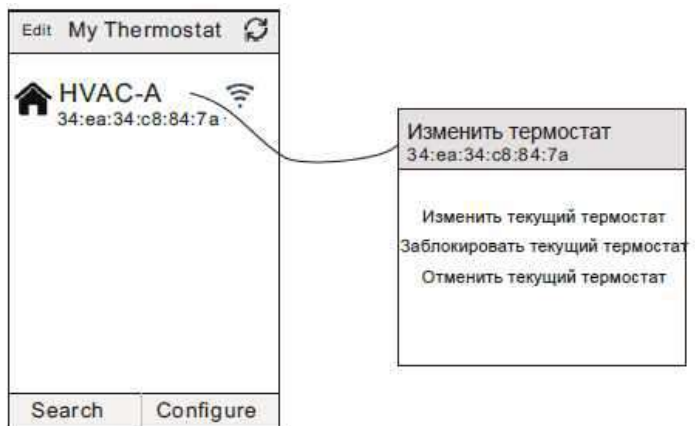 Edit My Thermostat
HVAC-A
34:ea:34:c8:84:7a
Изменить термостат
34:ea:34:c8:84:7a
Изменить текущий термостат
Заблокировать текущий термостат
Отменить текущий термостат
Search Configure